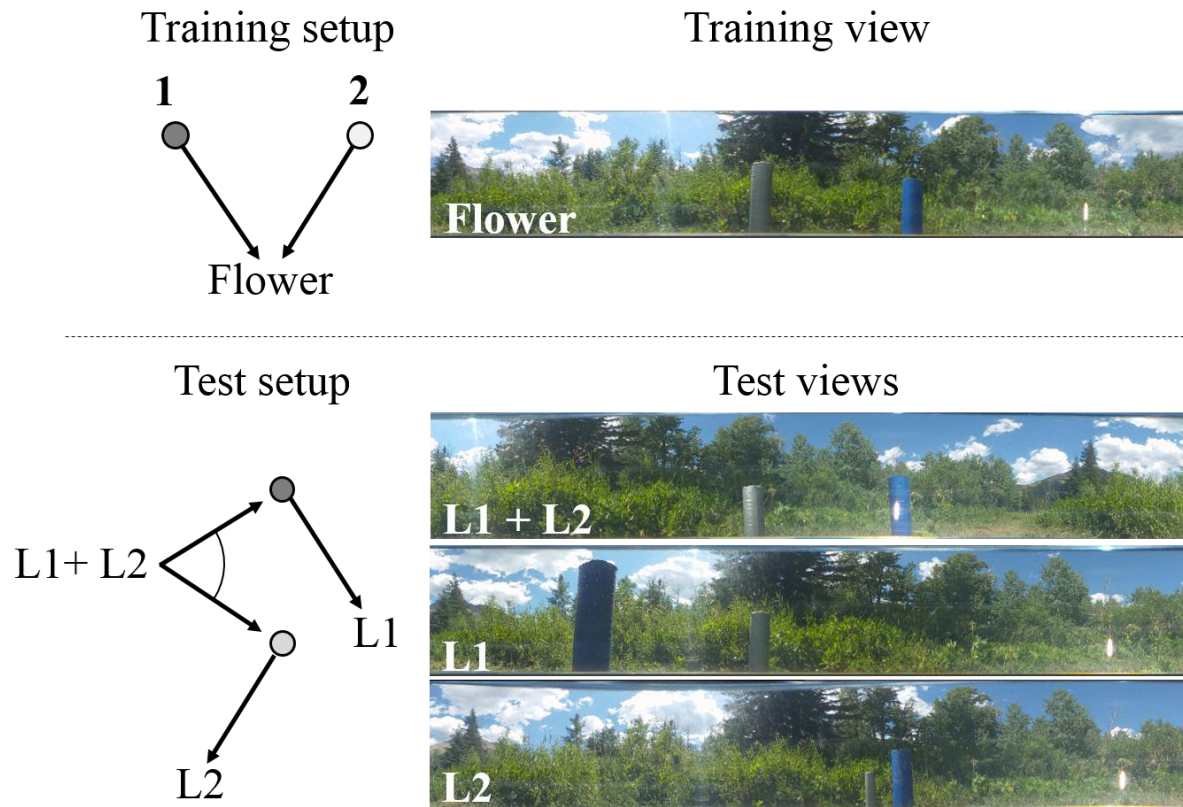 Training setup
Training view
1
2
Flower
Flower
Test setup
Test views
L1+ L2
L1
L2
L1 + L2
L1
L2